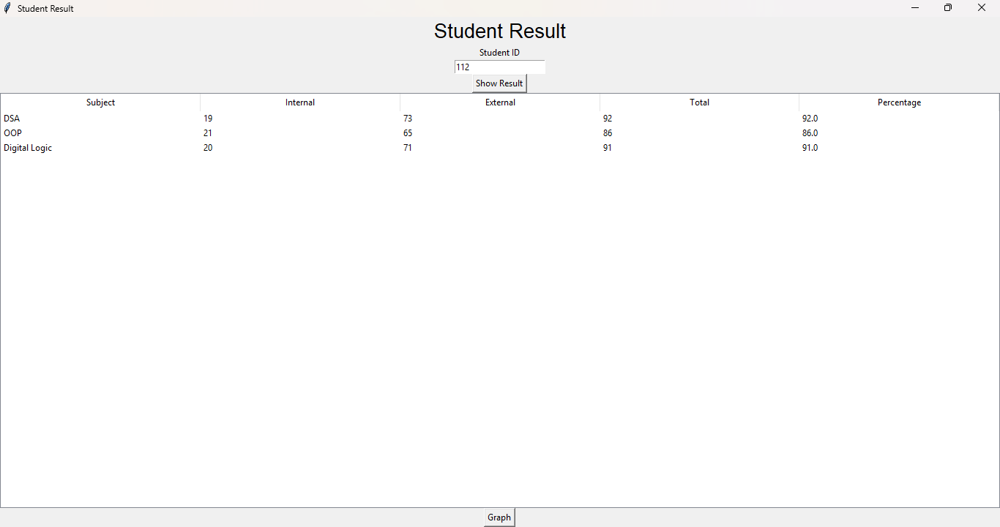 Student Result
Student Result
Student ID
112
Show Result
Subject Internal External Total Percentage
DSA 19 73 92 92.0
OOP 21 65 86 86.0
Digital Logic 20 71 91 91.0
Graph